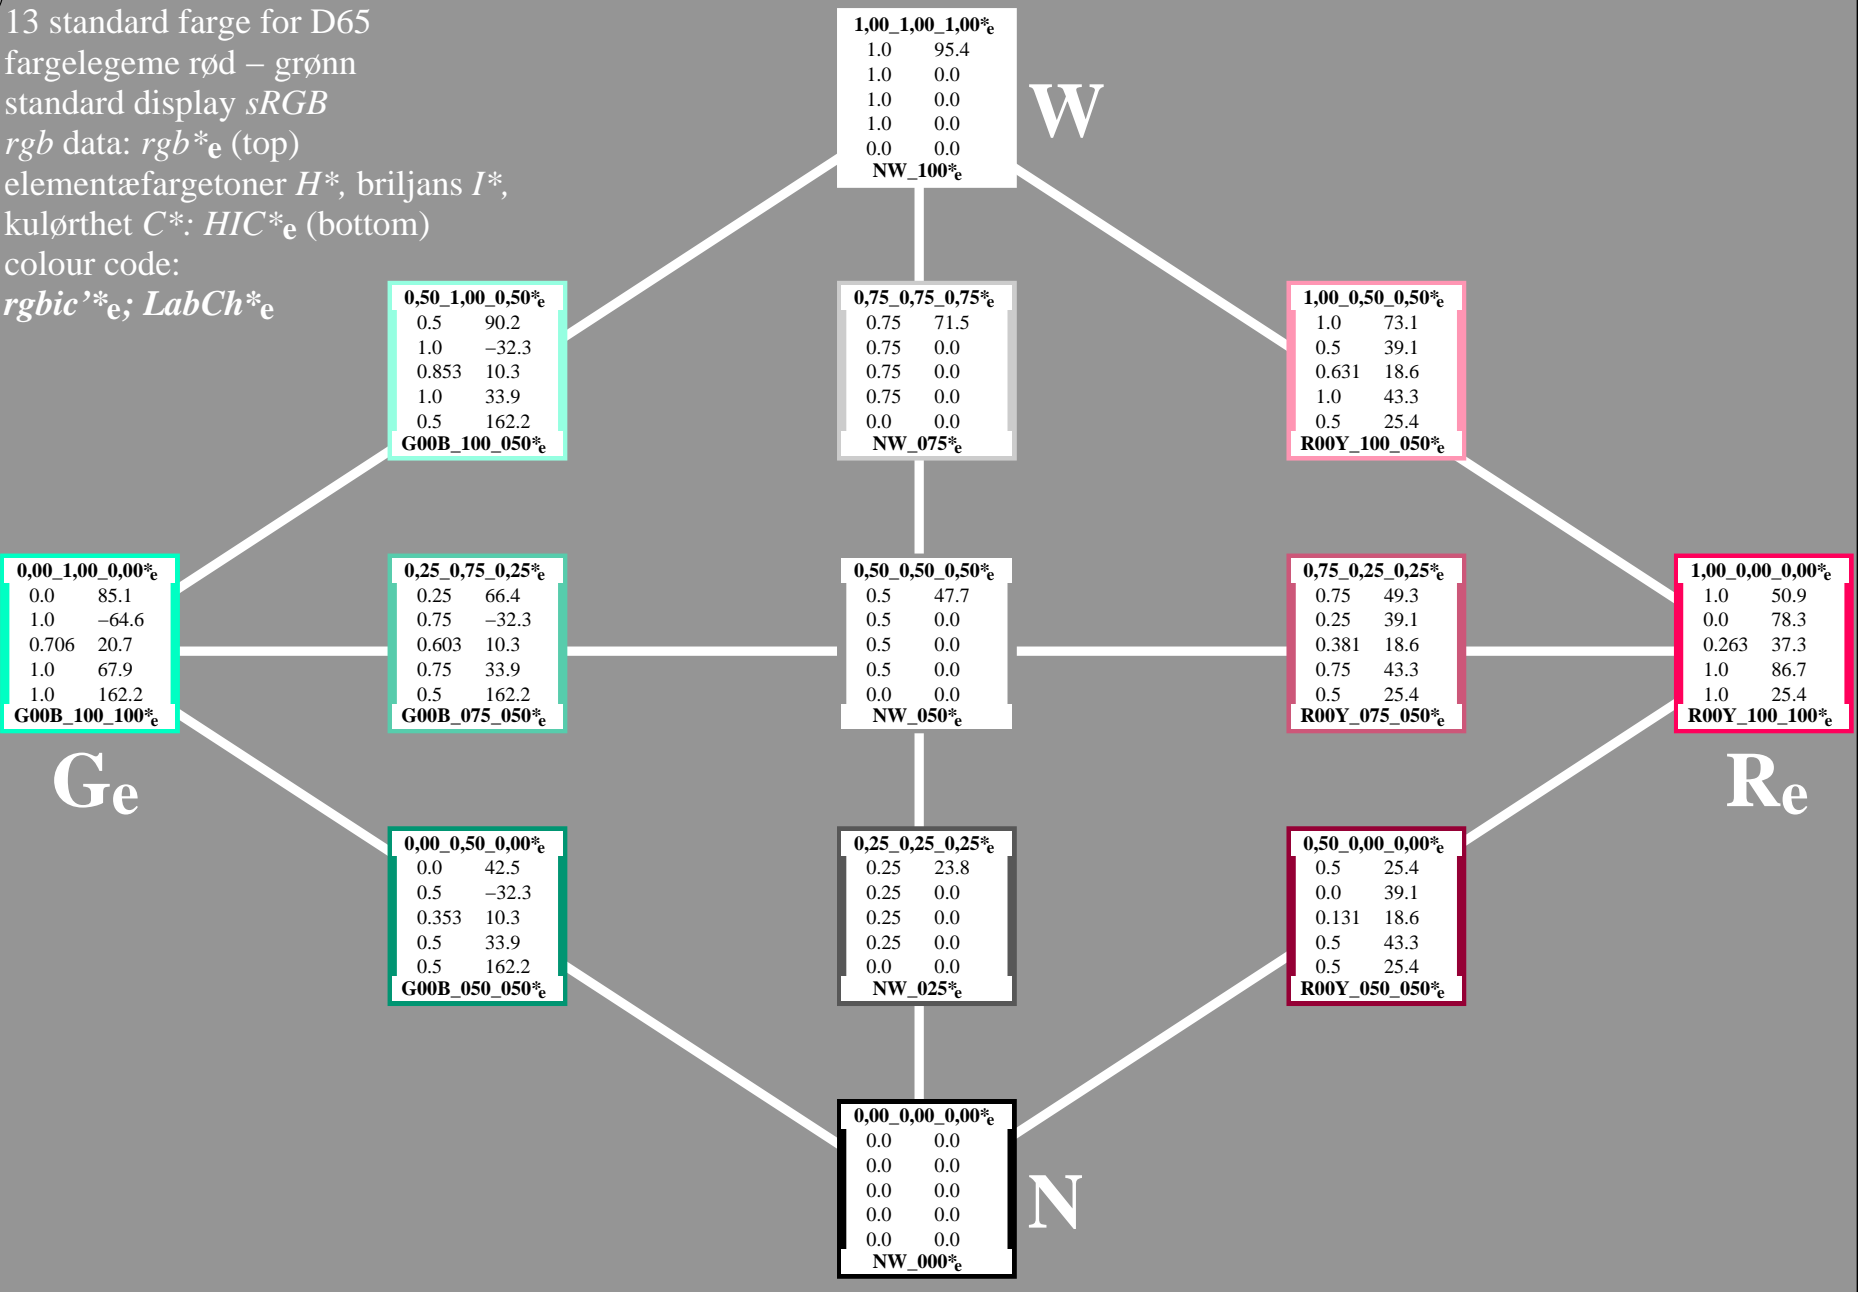 13 standard farge for D65
fargelegeme rød – grønn
standard display sRGB
rgb data: rgb*e (top)
elementæfargetoner H*, briljans I*,
kulørthet C*: HIC*e (bottom)
colour code:
rgbic’*e; LabCh*e
1,00_1,00_1,00*e
1.0 95.4
1.0 0.0
1.0 0.0
1.0 0.0
0.0 0.0
NW_100*e
W
0,50_1,00_0,50*e
0.5 90.2
1.0 −32.3
0.853 10.3
1.0 33.9
0.5 162.2
G00B_100_050*e
0,75_0,75_0,75*e
0.75 71.5
0.75 0.0
0.75 0.0
0.75 0.0
0.0 0.0
NW_075*e
1,00_0,50_0,50*e
1.0 73.1
0.5 39.1
0.631 18.6
1.0 43.3
0.5 25.4
R00Y_100_050*e
0,00_1,00_0,00*e
0.0 85.1
1.0 −64.6
0.706 20.7
1.0 67.9
1.0 162.2
G00B_100_100*e
Ge
0,25_0,75_0,25*e
0.25 66.4
0.75 −32.3
0.603 10.3
0.75 33.9
0.5 162.2
G00B_075_050*e
0,50_0,50_0,50*e
0.5 47.7
0.5 0.0
0.5 0.0
0.5 0.0
0.0 0.0
NW_050*e
0,75_0,25_0,25*e
0.75 49.3
0.25 39.1
0.381 18.6
0.75 43.3
0.5 25.4
R00Y_075_050*e
1,00_0,00_0,00*e
1.0 50.9
0.0 78.3
0.263 37.3
1.0 86.7
1.0 25.4
R00Y_100_100*e
Re
0,00_0,50_0,00*e
0.0 42.5
0.5 −32.3
0.353 10.3
0.5 33.9
0.5 162.2
G00B_050_050*e
0,25_0,25_0,25*e
0.25 23.8
0.25 0.0
0.25 0.0
0.25 0.0
0.0 0.0
NW_025*e
0,50_0,00_0,00*e
0.5 25.4
0.0 39.1
0.131 18.6
0.5 43.3
0.5 25.4
R00Y_050_050*e
0,00_0,00_0,00*e
0.0 0.0
0.0 0.0
0.0 0.0
0.0 0.0
0.0 0.0
NW_000*e
N